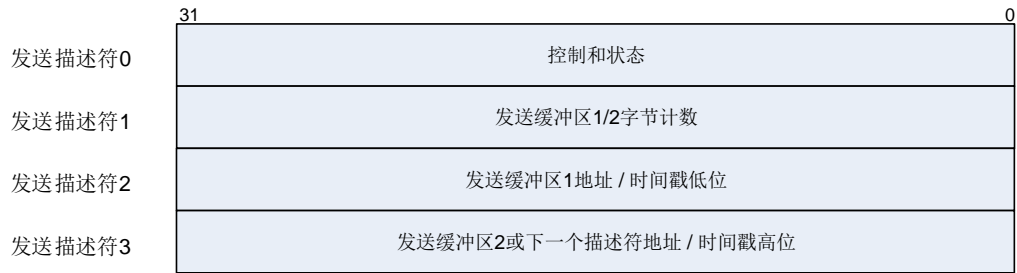 31 0
发送描述符0 控制和状态
发送描述符1 发送缓冲区1/2字节计数
发送描述符2 发送缓冲区1地址 / 时间戳低位
发送描述符3 发送缓冲区2或下一个描述符地址 / 时间戳高位